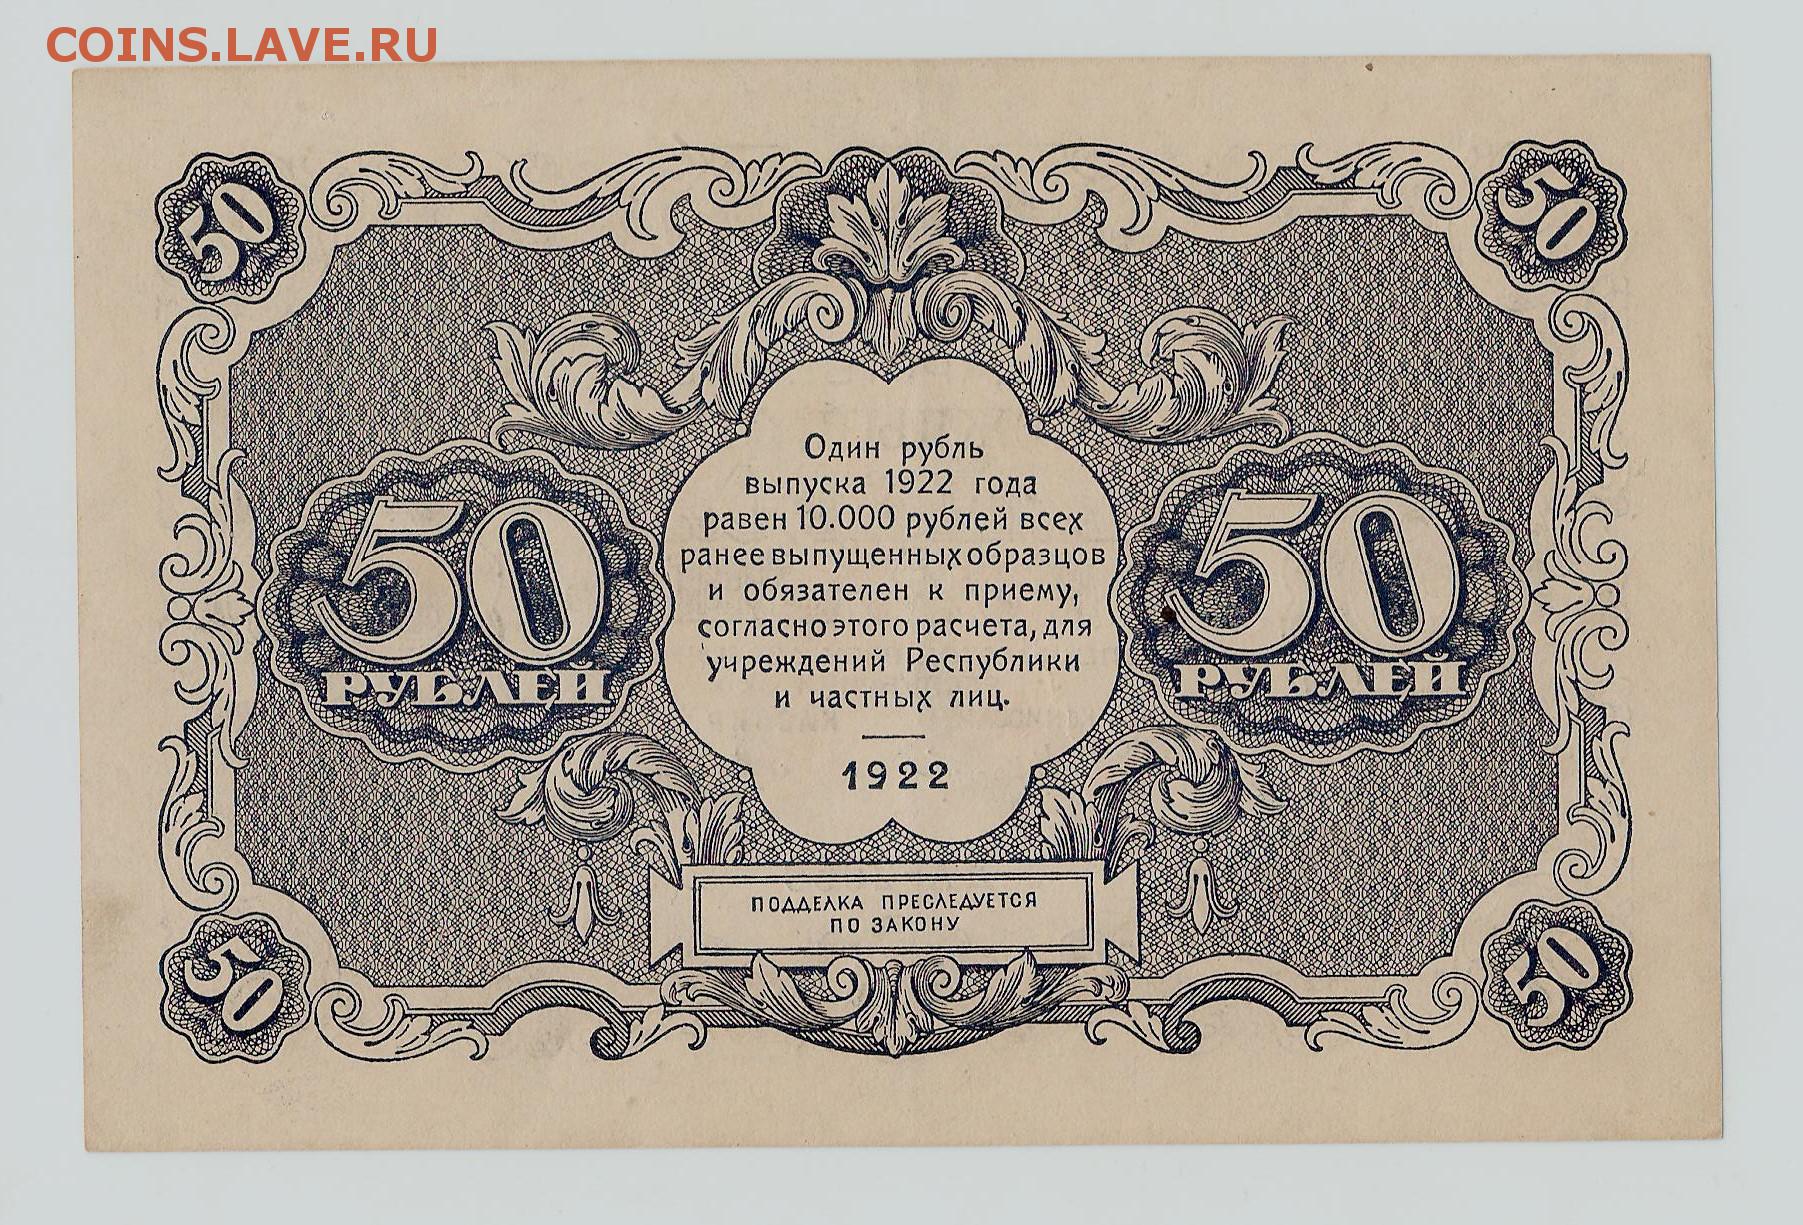 COINS.LAVE.RU
50
50
Один рубль
выпуска 1922 года
равен 10.000 рублей всех
ранее выпущенных образцов
и обязателен к приему,
согласно этого расчета, для
учреждений Республики
и частных лиц.
1922
50
РУБЛЕЙ
50
РУБЛЕЙ
ПОДДЕЛКА ПРЕСЛЕДУЕТСЯ
ПО ЗАКОНУ
50
50